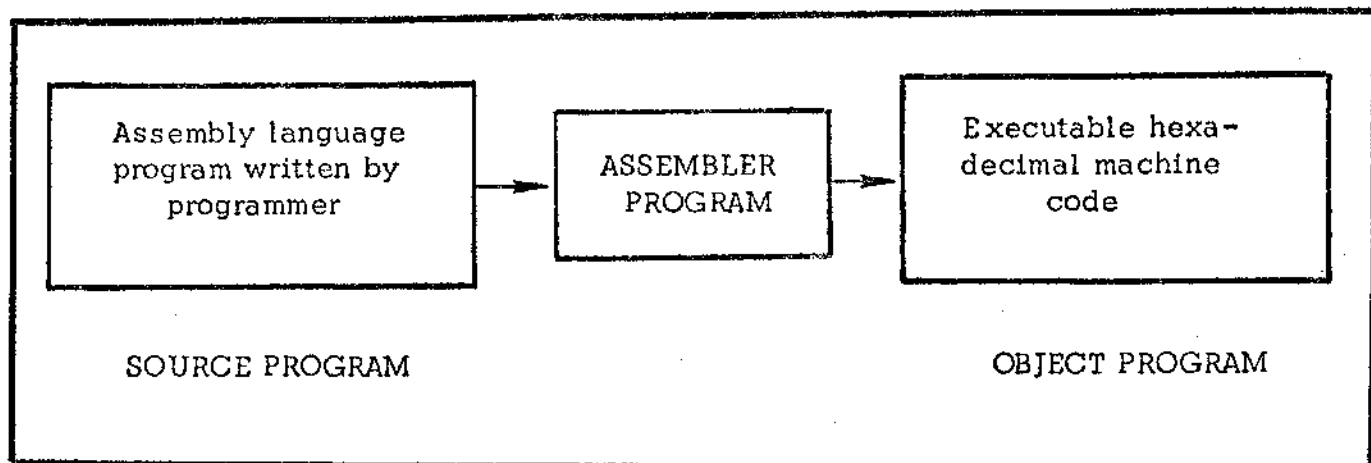 Assembly language
program written by
programmer
ASSEMBLER
PROGRAM
Executable hexa-
decimal machine
code
SOURCE PROGRAM
OBJECT PROGRAM